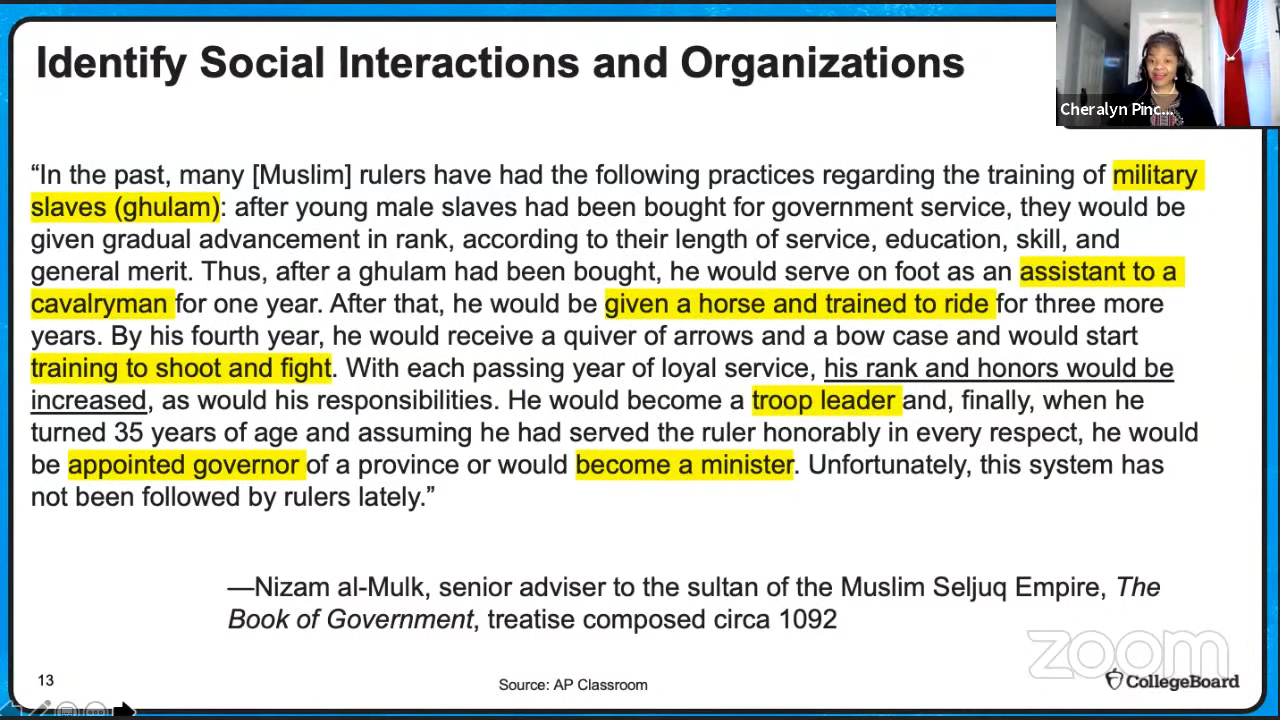 Identify Social Interactions and Organizations
Cheralyn Pinc...
“In the past, many [Muslim] rulers have had the following practices regarding the training of military
slaves (ghulam): after young male slaves had been bought for government service, they would be
given gradual advancement in rank, according to their length of service, education, skill, and
general merit. Thus, after a ghulam had been bought, he would serve on foot as an assistant to a
cavalryman for one year. After that, he would be given a horse and trained to ride for three more
years. By his fourth year, he would receive a quiver of arrows and a bow case and would start
training to shoot and fight. With each passing year of loyal service, his rank and honors would be
increased, as would his responsibilities. He would become a troop leader and, finally, when he
turned 35 years of age and assuming he had served the ruler honorably in every respect, he would
be appointed governor of a province or would become a minister. Unfortunately, this system has
not been followed by rulers lately.”
—Nizam al-Mulk, senior adviser to the sultan of the Muslim Seljuq Empire, The
Book of Government, treatise composed circa 1092
zoom
13
Source: AP Classroom
CollegeBoard